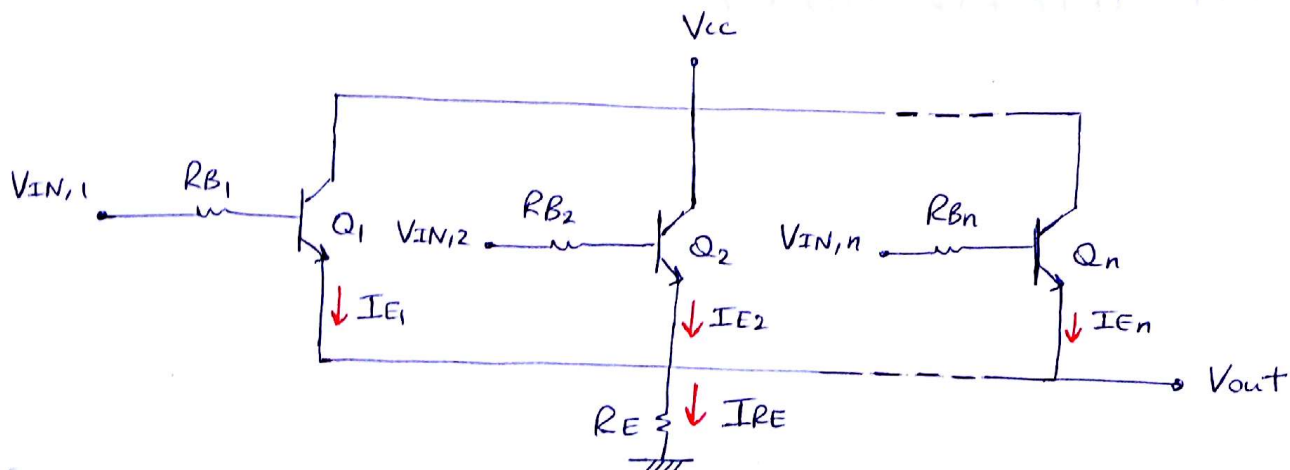 Vcc
VIN,1
RB1
Q1
VIN,2
RB2
Q2
VIN,n
RBn
Qn
IE1
IE2
IEn
Vout
RE
IRE